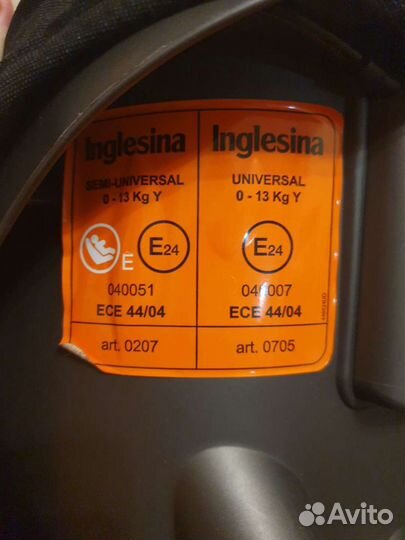 Inglesina
SEMI-UNIVERSAL
0 - 13 Kg Y
E
E24
040051
ECE 44/04
art. 0207
Inglesina
UNIVERSAL
0 - 13 Kg Y
E24
ECE 44/04
art. 0705
Avito